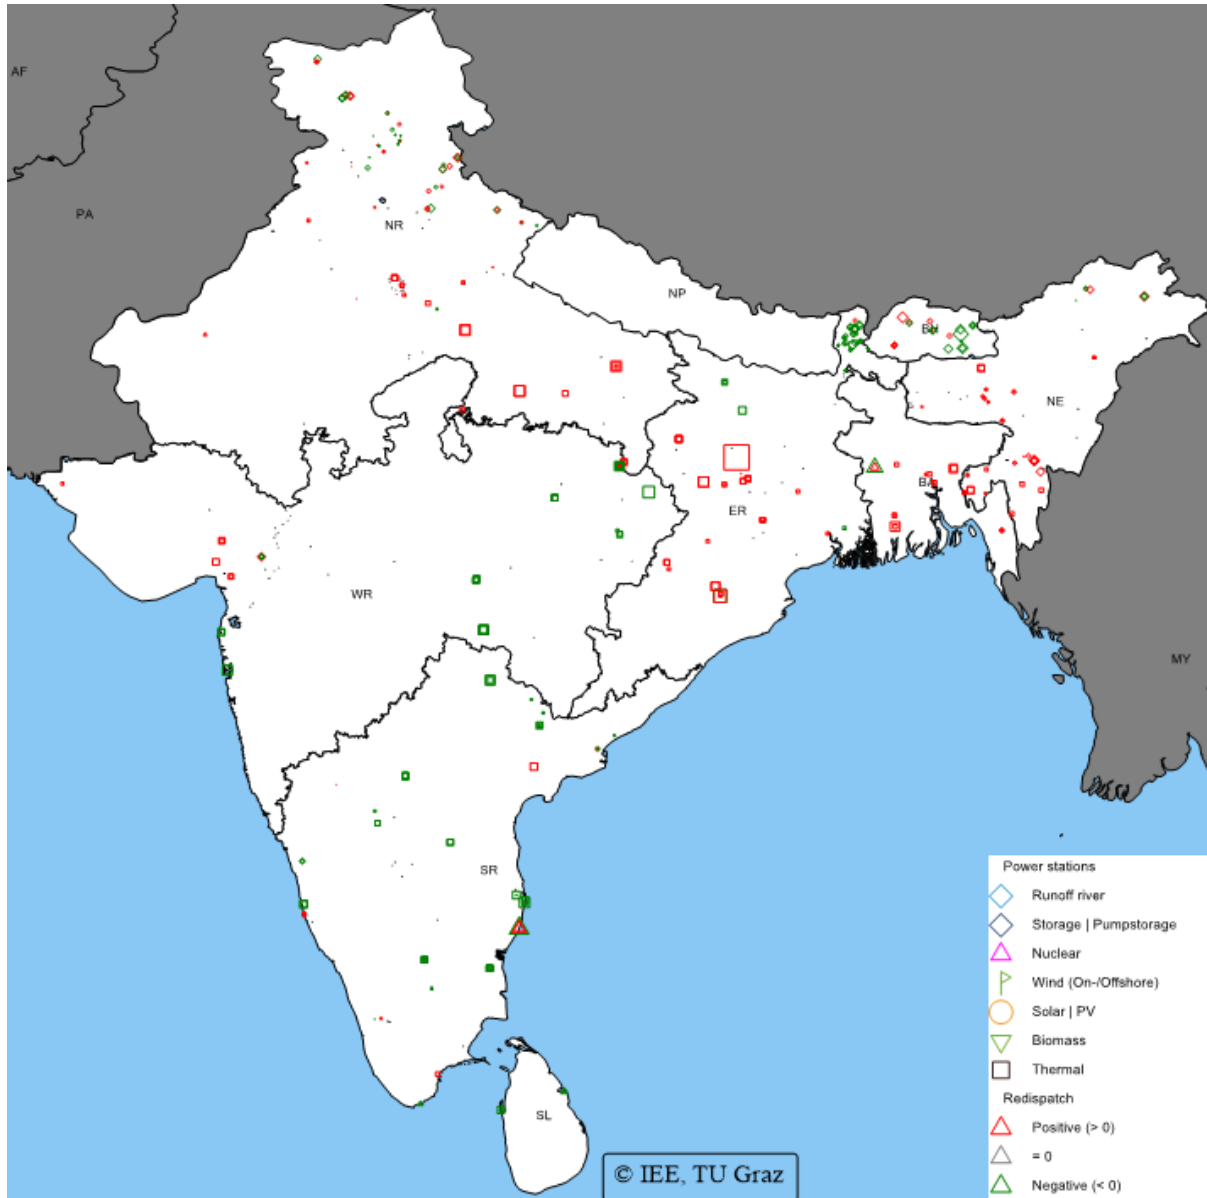 AF
PA
NR
NP
BH
NE
BA
ER
WR
MY
SR
SL
Power stations
Runoff river
Storage | Pumpstorage
Nuclear
Wind (On-/Offshore)
Solar | PV
Biomass
Thermal
Redispatch
Positive (> 0)
= 0
Negative (< 0)
© IEE, TU Graz